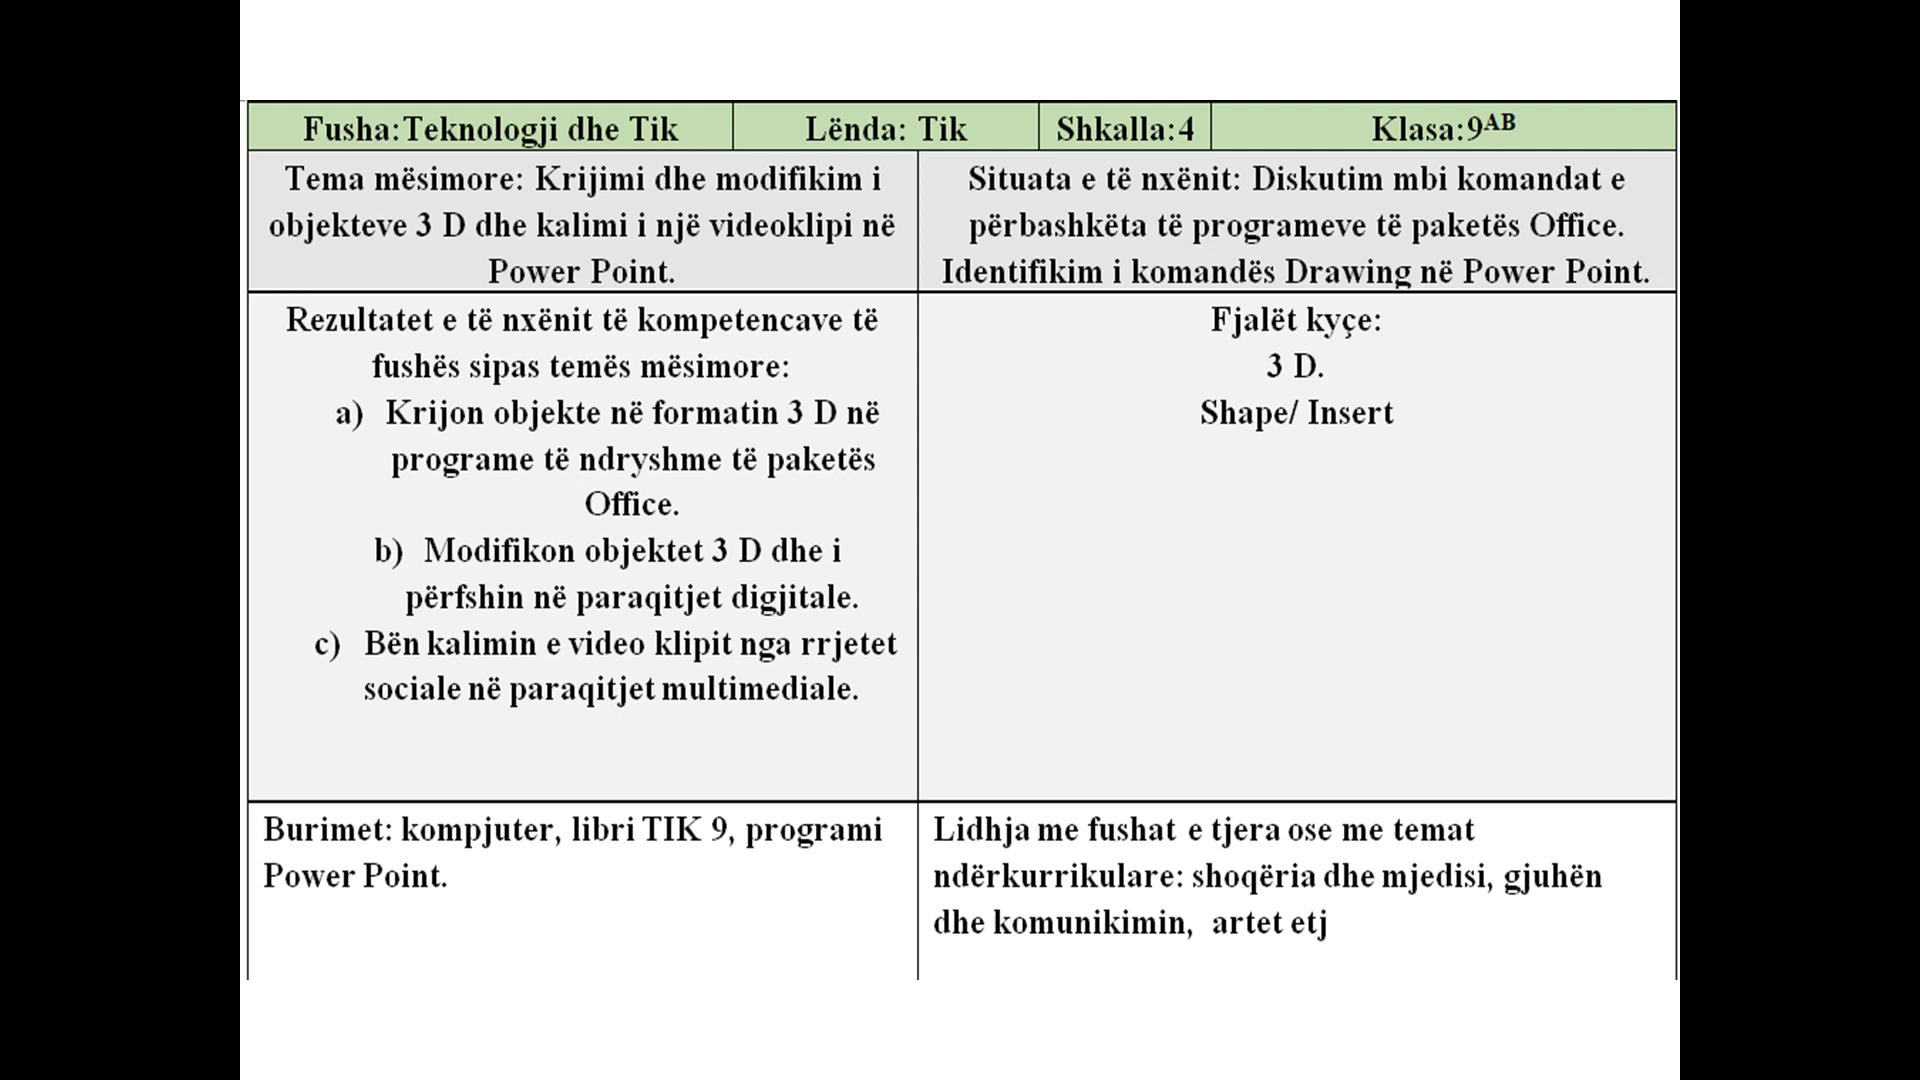 Fusha:Teknologji dhe Tik
Lënda: Tik
Shkalla:4
Klasa:9AB
Tema mësimore: Krijimi dhe modifikim i
objekteve 3 D dhe kalimi i një videoklipi në
Power Point.
Situata e të nxënit: Diskutim mbi komandat e
përbashkëta të programeve të paketës Office.
Identifikim i komandës Drawing në Power Point.
Rezultatet e të nxënit të kompetencave të
fushës sipas temës mësimore:
a) Krijon objekte në formatin 3 D në
programe të ndryshme të paketës
Office.
b) Modifikon objektet 3 D dhe i
përfshin në paraqitjet digjitale.
c) Bën kalimin e video klipit nga rrjetet
sociale në paraqitjet multimediale.
Fjalët kyçe:
3 D.
Shape/ Insert
Burimet: kompjuter, libri TIK 9, programi
Power Point.
Lidhja me fushat e tjera ose me temat
ndërkurrikulare: shoqëria dhe mjedisi, gjuhën
dhe komunikimin, artet etj